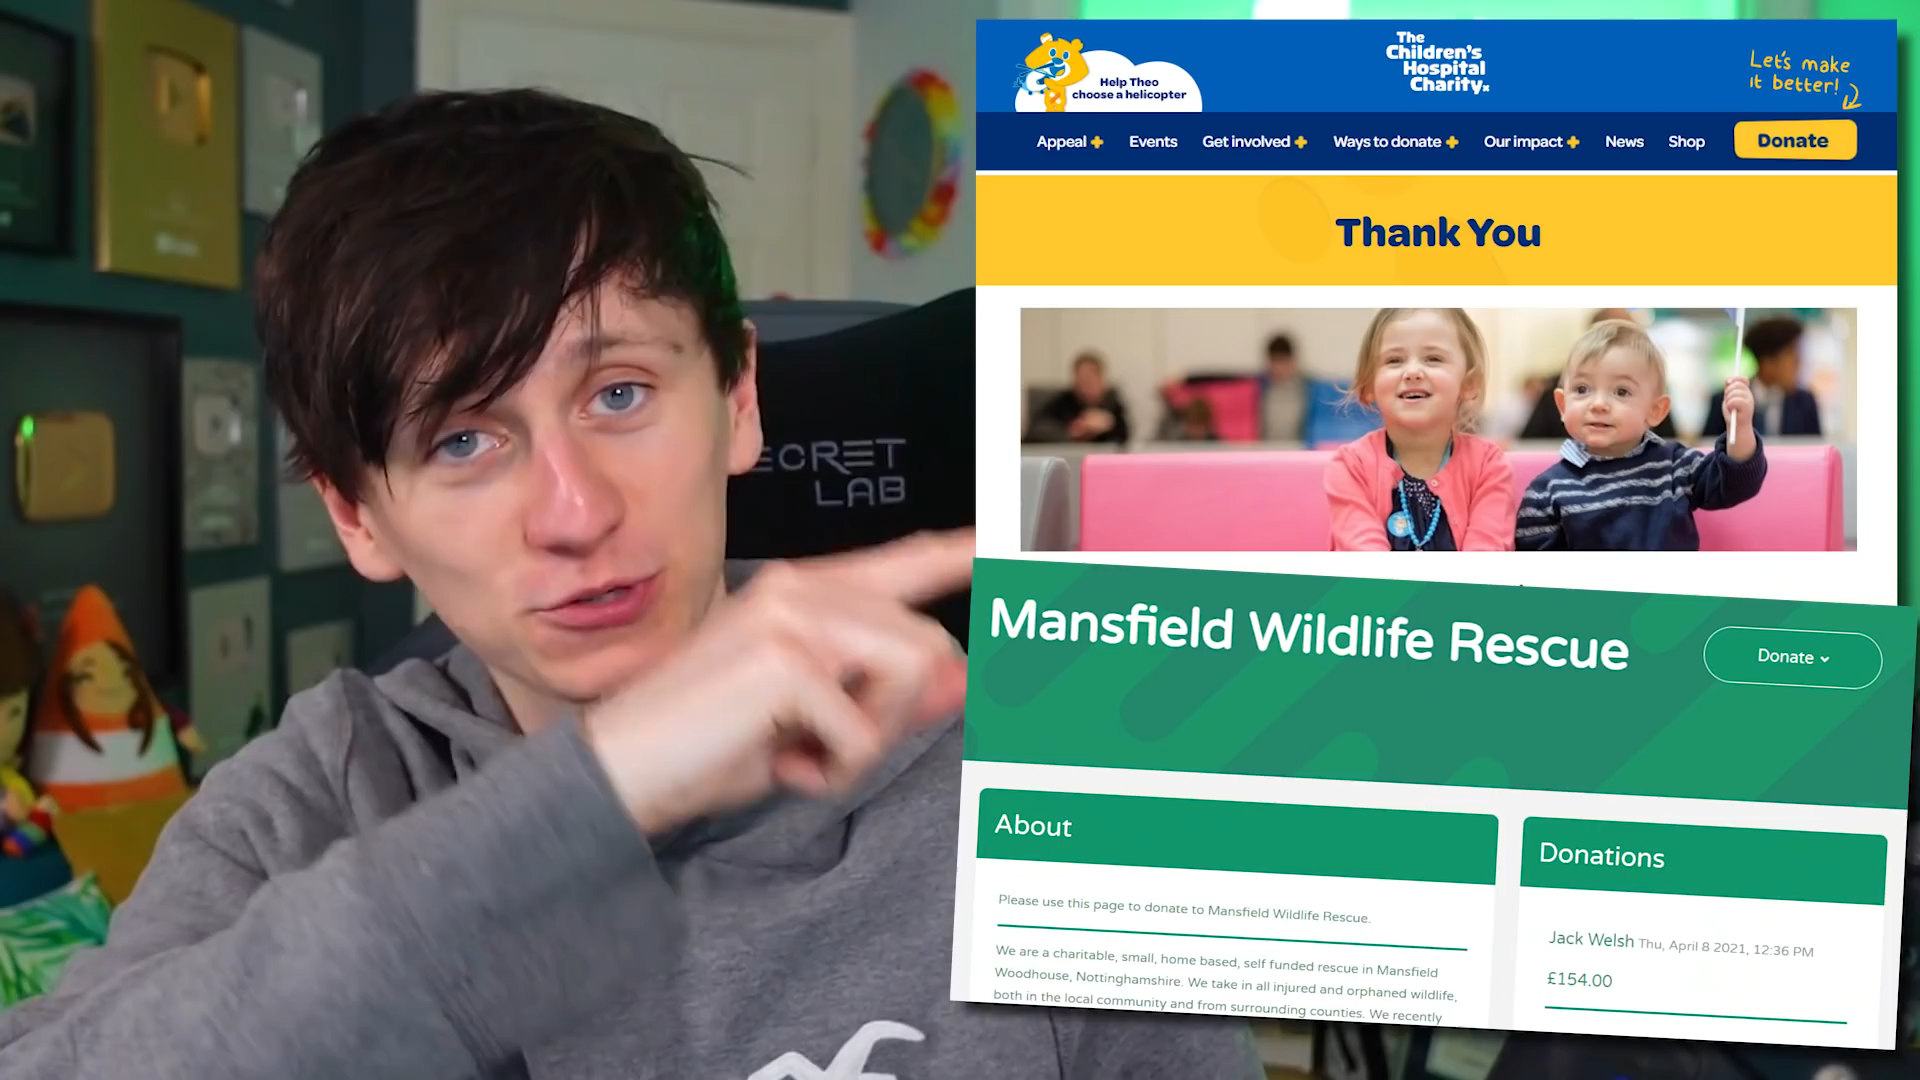 ECRET
LAB
Help Theo
choose a helicopter
The
Children's
Hospital
Charity
Let's make
it better!
Appeal
Events
Get involved
Ways to donate
Our impact
News
Shop
Donate
Thank You
Mansfield Wildlife Rescue
Donate
About
Please use this page to donate to Mansfield Wildlife Rescue.
We are a charitable, small, home based, self funded rescue in Mansfield
Woodhouse, Nottinghamshire. We take in all injured and orphaned wildlife,
both in the local community and from surrounding counties. We recently
Donations
Jack Welsh Thu, April 8 2021, 12:36 PM
£154.00